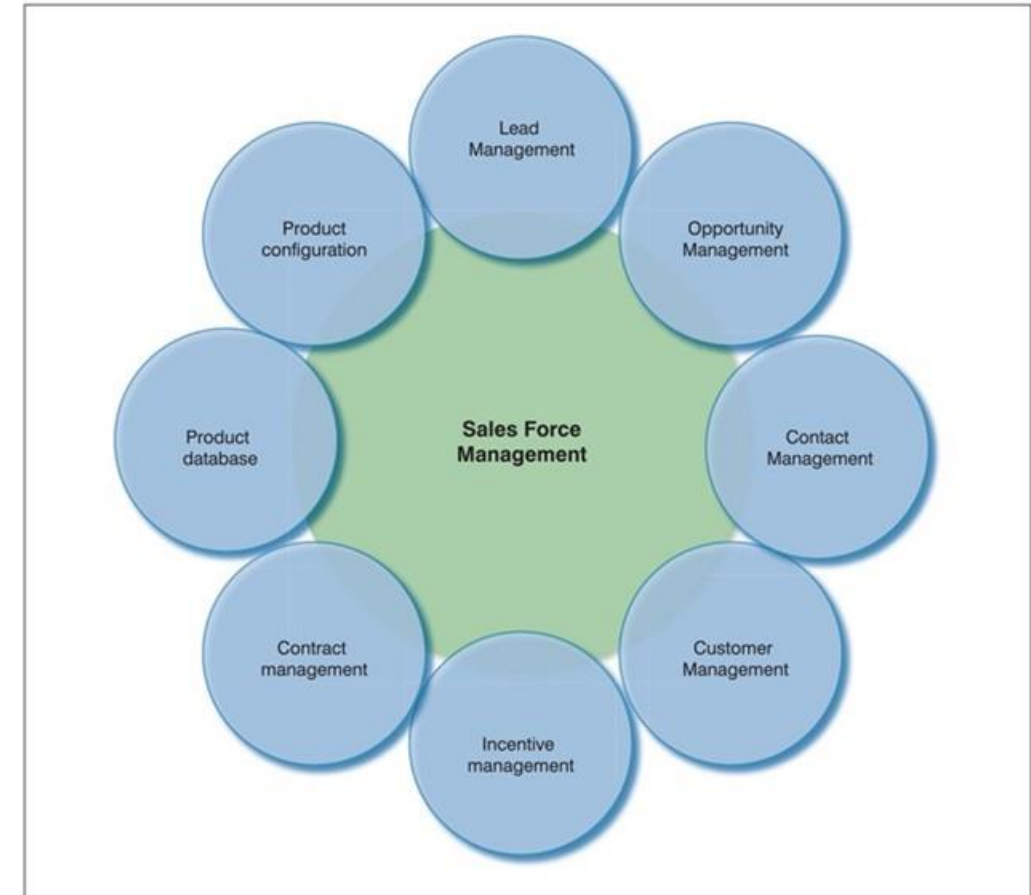 Lead
Management
Opportunity
Management
Contact
Management
Customer
Management
Incentive
management
Contract
management
Product
database
Product
configuration
Sales Force
Management